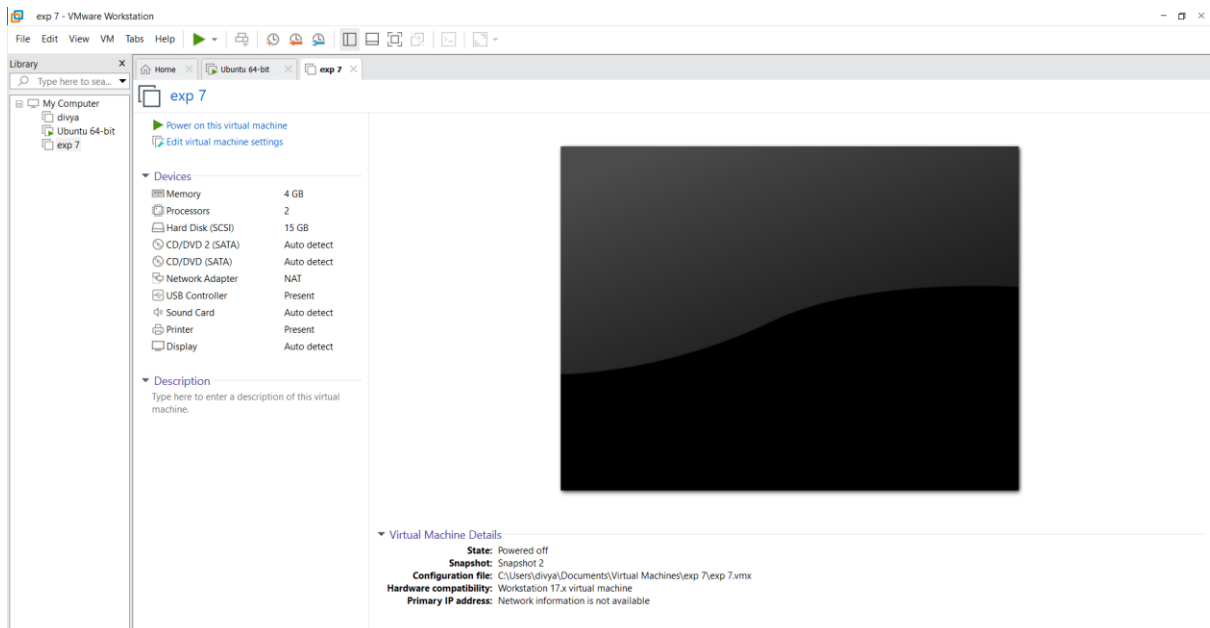 exp 7 - VMware Workstation
File Edit View VM Tabs Help
Library X
Type here to sea...
My Computer
divya
Ubuntu 64-bit
exp 7
Home Ubuntu 64-bit exp 7
exp 7
Power on this virtual machine
Edit virtual machine settings
Devices
Memory 4 GB
Processors 2
Hard Disk (SCSI) 15 GB
CD/DVD 2 (SATA) Auto detect
CD/DVD (SATA) Auto detect
Network Adapter NAT
USB Controller Present
Sound Card Auto detect
Printer Present
Display Auto detect
Description
Type here to enter a description of this virtual
machine.
Virtual Machine Details
State: Powered off
Snapshot: Snapshot 2
Configuration file: C:\Users\divya\Documents\Virtual Machines\exp 7\exp 7.vmx
Hardware compatibility: Workstation 17.x virtual machine
Primary IP address: Network information is not available